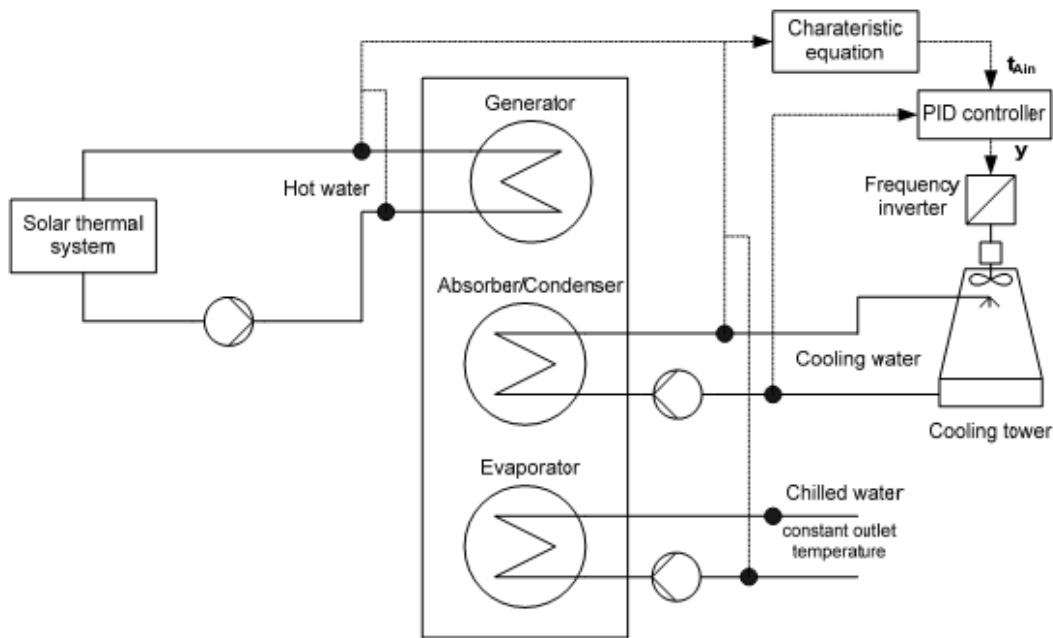 Charateristic
equation
t_Ain
Generator
PID controller
y
Hot water
Frequency
inverter
Solar thermal
system
Absorber/Condenser
Cooling water
Cooling tower
Evaporator
Chilled water
constant outlet
temperature